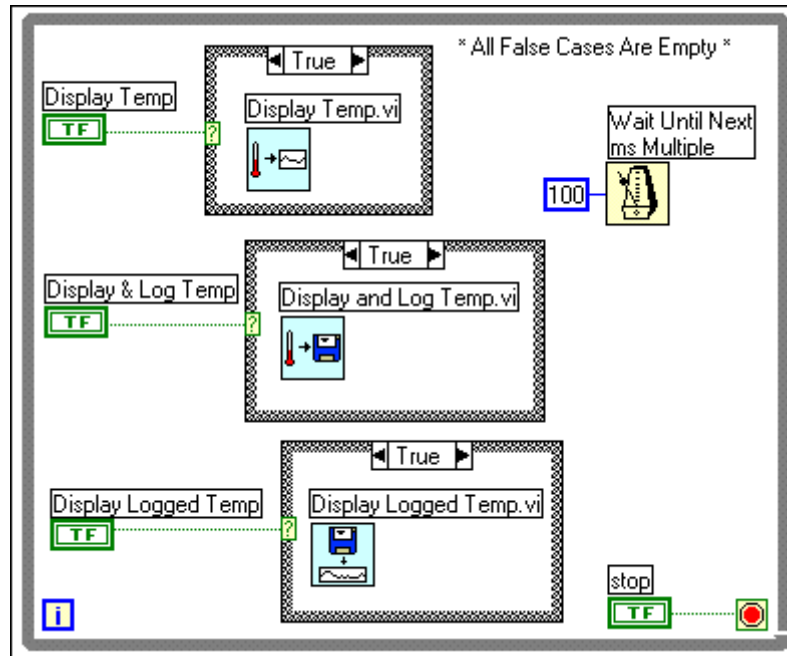 * All False Cases Are Empty *
True
Display Temp
Display Temp.vi
TF
?
Wait Until Next
ms Multiple
100
True
Display & Log Temp
Display and Log Temp.vi
TF
?
True
Display Logged Temp
Display Logged Temp.vi
TF
?
stop
i
TF